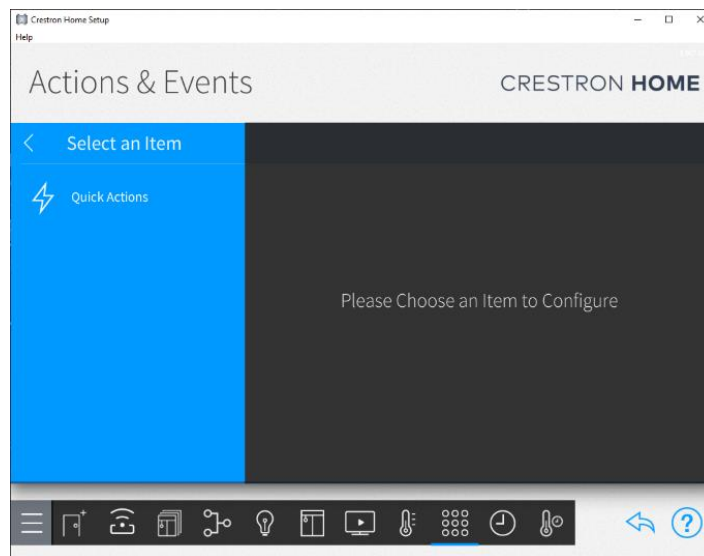 Crestron Home Setup
Help
Actions & Events
CRESTRON HOME
Select an Item
Quick Actions
Please Choose an Item to Configure
?